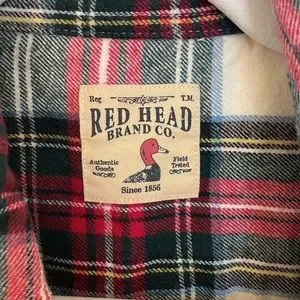 Reg T.M.
RED HEAD
BRAND CO.
Authentic Field
Goods Tested
Since 1856